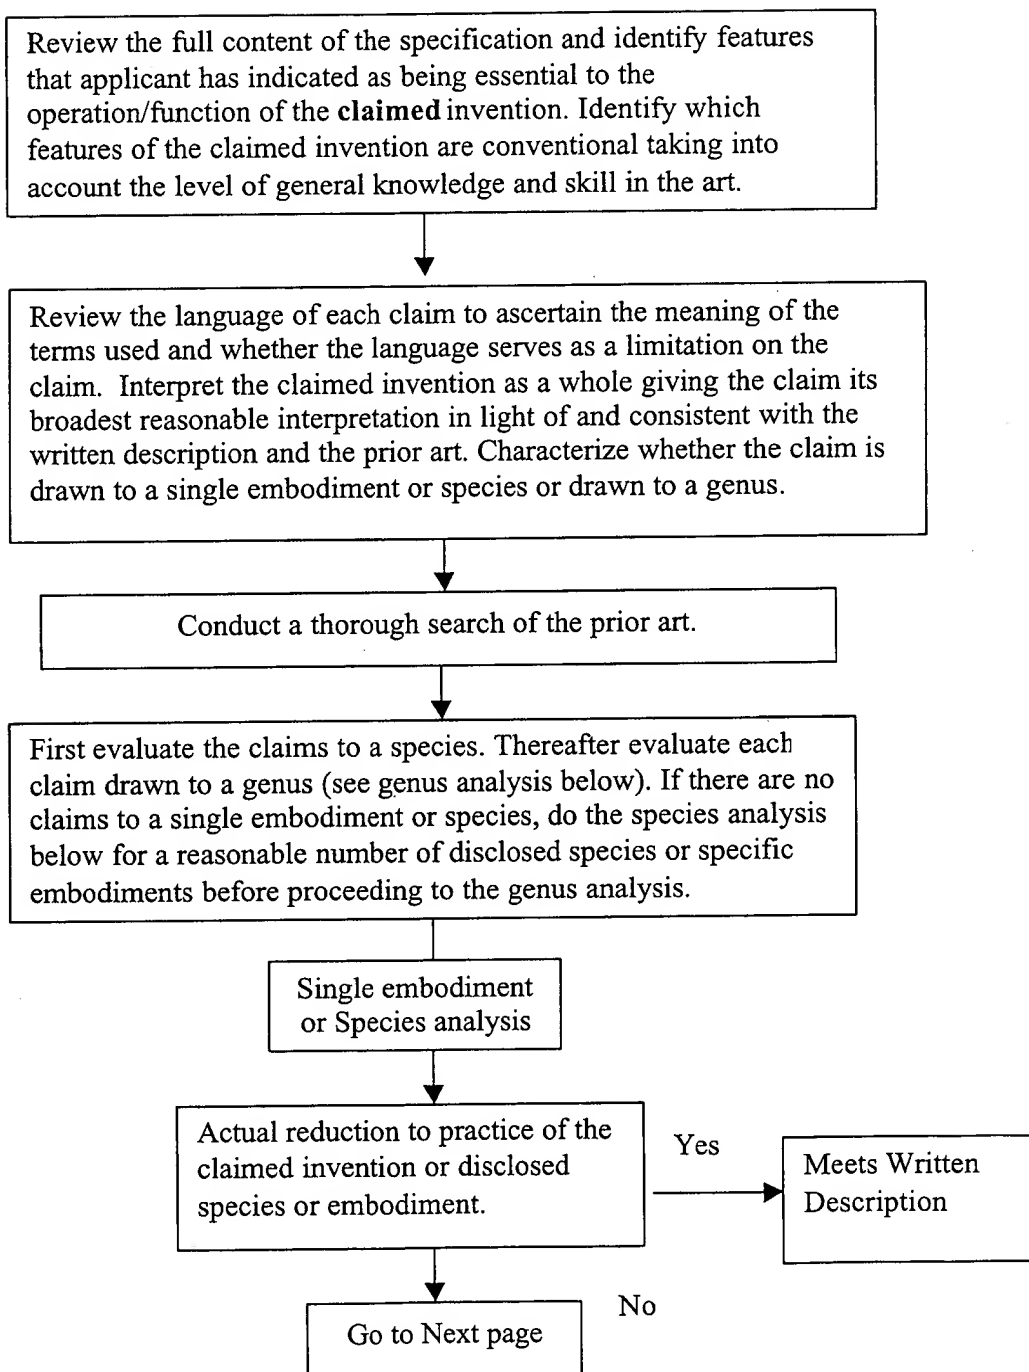 Review the full content of the specification and identify features
that applicant has indicated as being essential to the
operation/function of the claimed invention. Identify which
features of the claimed invention are conventional taking into
account the level of general knowledge and skill in the art.
Review the language of each claim to ascertain the meaning of the
terms used and whether the language serves as a limitation on the
claim. Interpret the claimed invention as a whole giving the claim its
broadest reasonable interpretation in light of and consistent with the
written description and the prior art. Characterize whether the claim is
drawn to a single embodiment or species or drawn to a genus.
Conduct a thorough search of the prior art.
First evaluate the claims to a species. Thereafter evaluate each
claim drawn to a genus (see genus analysis below). If there are no
claims to a single embodiment or species, do the species analysis
below for a reasonable number of disclosed species or specific
embodiments before proceeding to the genus analysis.
Single embodiment
or Species analysis
Actual reduction to practice of the
claimed invention or disclosed
species or embodiment.
Yes
Meets Written
Description
No
Go to Next page